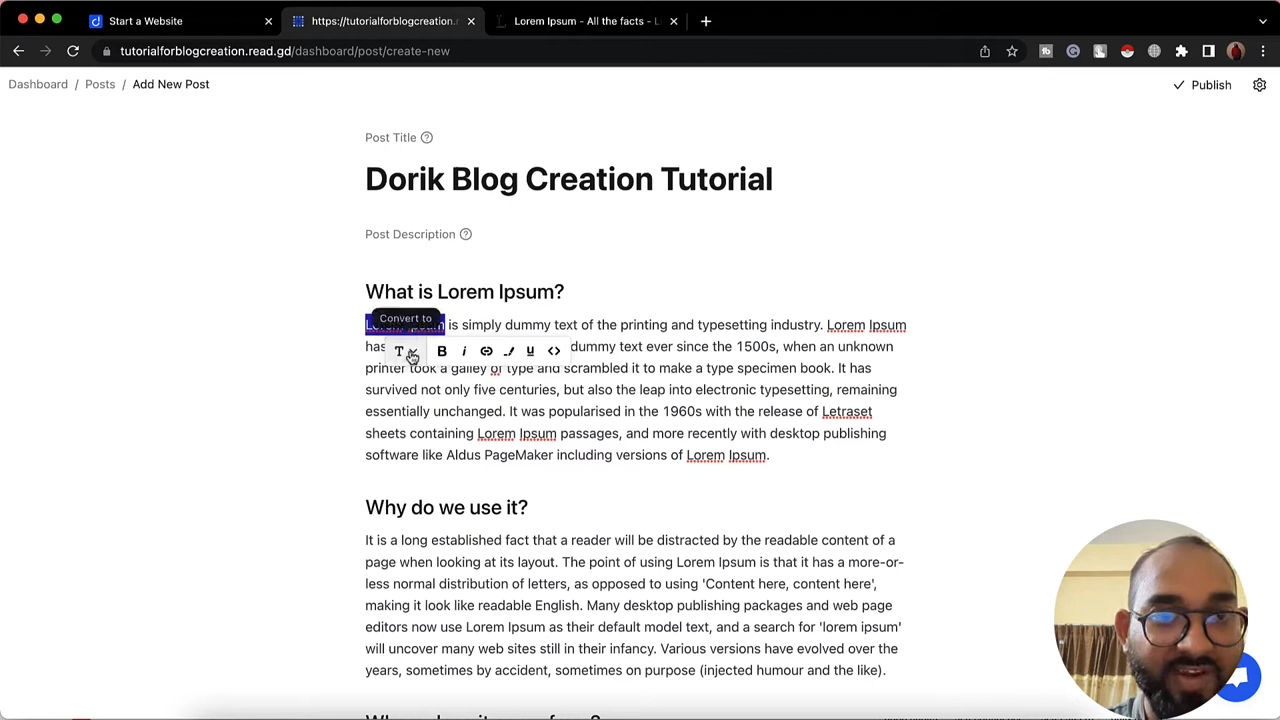 Start a Website
https://tutorialforblogcreation.r
Lorem Ipsum - All the facts - L
tutorialforblogcreation.read.gd/dashboard/post/create-new
Dashboard / Posts / Add New Post
Publish
Post Title
Dorik Blog Creation Tutorial
Post Description
What is Lorem Ipsum?
Convert to
is simply dummy text of the printing and typesetting industry. Lorem Ipsum
has dummy text ever since the 1500s, when an unknown
T B i U <>
printer took a galley of type and scrambled it to make a type specimen book. It has
survived not only five centuries, but also the leap into electronic typesetting, remaining
essentially unchanged. It was popularised in the 1960s with the release of Letraset
sheets containing Lorem Ipsum passages, and more recently with desktop publishing
software like Aldus PageMaker including versions of Lorem Ipsum.
Why do we use it?
It is a long established fact that a reader will be distracted by the readable content of a
page when looking at its layout. The point of using Lorem Ipsum is that it has a more-or-
less normal distribution of letters, as opposed to using 'Content here, content here',
making it look like readable English. Many desktop publishing packages and web page
editors now use Lorem Ipsum as their default model text, and a search for 'lorem ipsum'
will uncover many web sites still in their infancy. Various versions have evolved over the
years, sometimes by accident, sometimes on purpose (injected humour and the like).